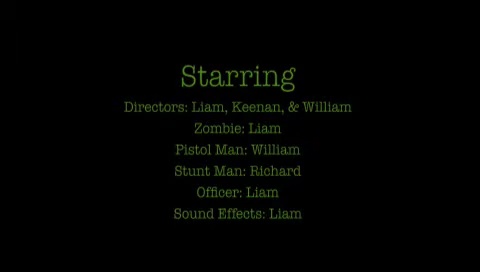 Starring
Directors: Liam, Keenan, & William
Zombie: Liam
Pistol Man: William
Stunt Man: Richard
Officer: Liam
Sound Effects: Liam